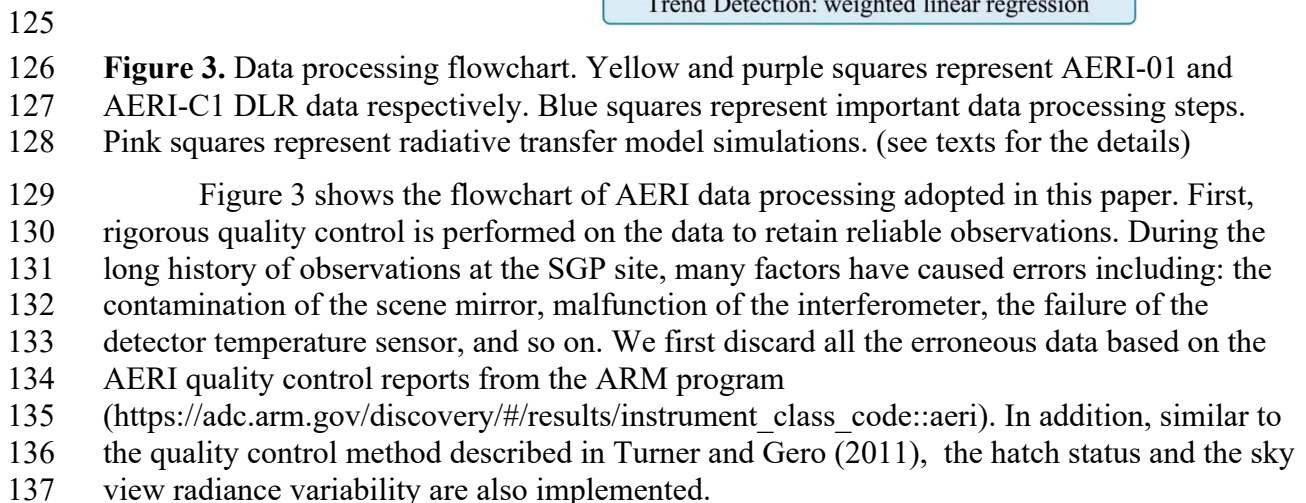 Trend Detection: weighted linear regression
125
126 Figure 3. Data processing flowchart. Yellow and purple squares represent AERI-01 and
127 AERI-C1 DLR data respectively. Blue squares represent important data processing steps.
128 Pink squares represent radiative transfer model simulations. (see texts for the details)
129 Figure 3 shows the flowchart of AERI data processing adopted in this paper. First,
130 rigorous quality control is performed on the data to retain reliable observations. During the
131 long history of observations at the SGP site, many factors have caused errors including: the
132 contamination of the scene mirror, malfunction of the interferometer, the failure of the
133 detector temperature sensor, and so on. We first discard all the erroneous data based on the
134 AERI quality control reports from the ARM program
135 (https://adc.arm.gov/discovery/#/results/instrument_class_code::aeri). In addition, similar to
136 the quality control method described in Turner and Gero (2011),  the hatch status and the sky
137 view radiance variability are also implemented.